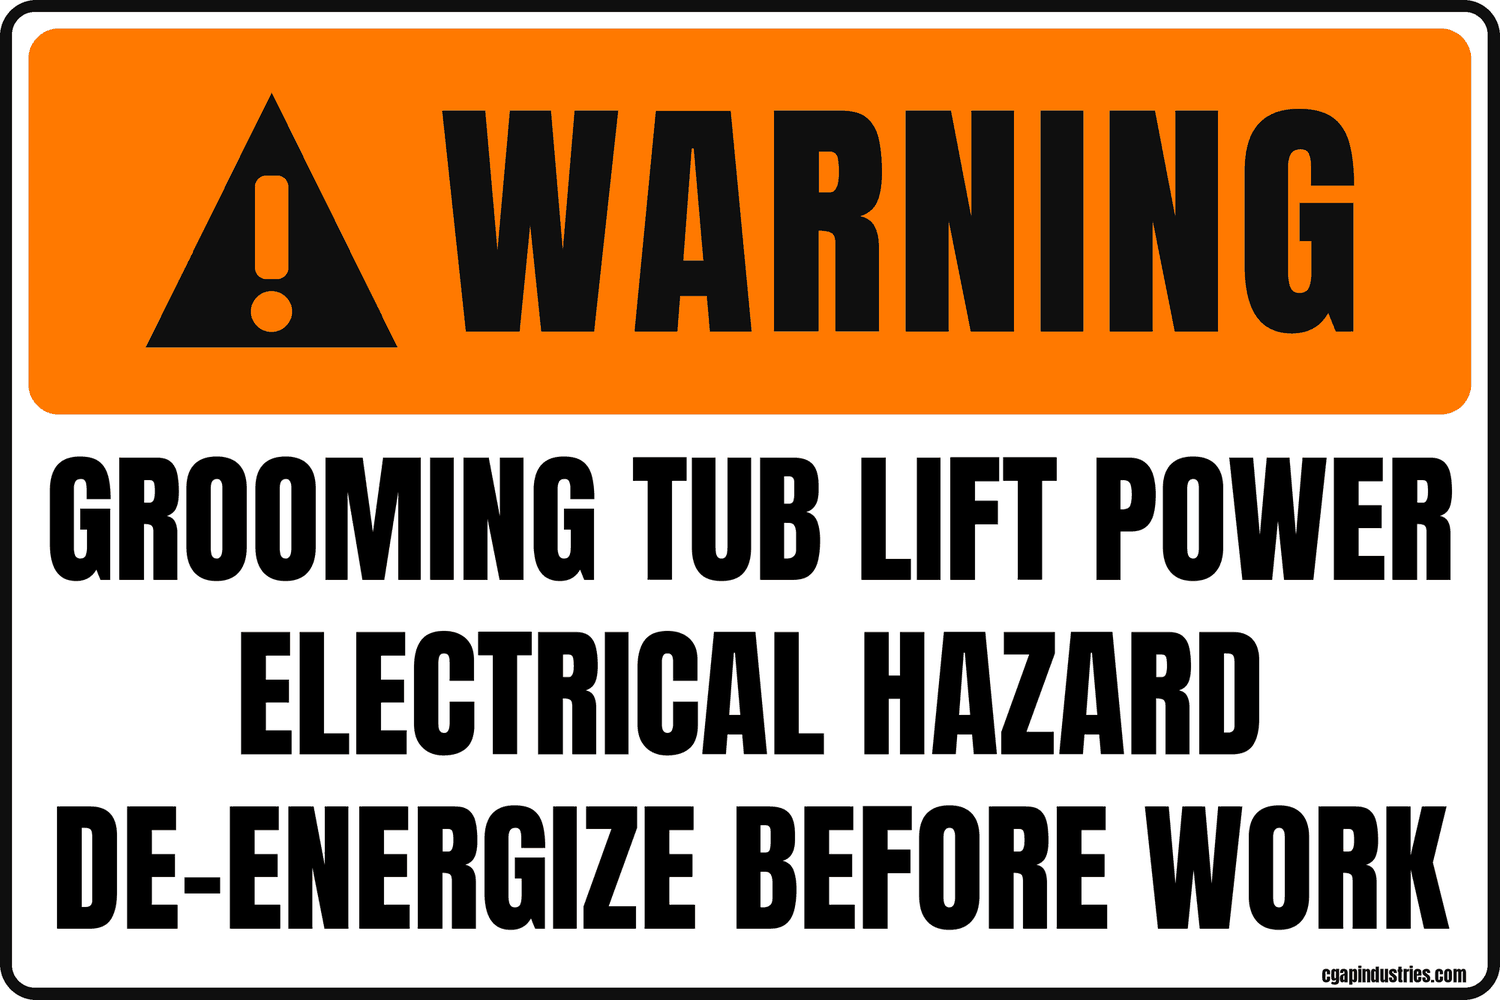 WARNING
GROOMING TUB LIFT POWER
ELECTRICAL HAZARD
DE-ENERGIZE BEFORE WORK
cgapindustries.com